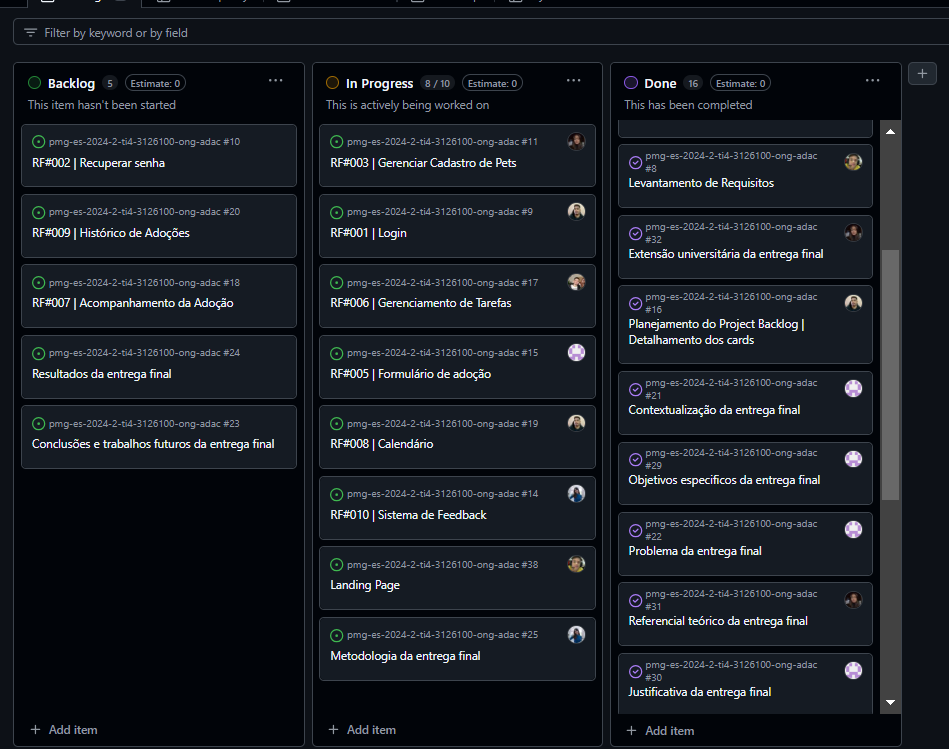 Filter by keyword or by field
Backlog 5 Estimate: 0
This item hasn't been started
pmg-es-2024-2-ti4-3126100-ong-adac #10
RF#002 | Recuperar senha
pmg-es-2024-2-ti4-3126100-ong-adac #20
RF#009 | Histórico de Adoções
pmg-es-2024-2-ti4-3126100-ong-adac #18
RF#007 | Acompanhamento da Adoção
pmg-es-2024-2-ti4-3126100-ong-adac #24
Resultados da entrega final
pmg-es-2024-2-ti4-3126100-ong-adac #23
Conclusões e trabalhos futuros da entrega final
Add item
In Progress 8 / 10 Estimate: 0
This is actively being worked on
pmg-es-2024-2-ti4-3126100-ong-adac #11
RF#003 | Gerenciar Cadastro de Pets
pmg-es-2024-2-ti4-3126100-ong-adac #9
RF#001 | Login
pmg-es-2024-2-ti4-3126100-ong-adac #17
RF#006 | Gerenciamento de Tarefas
pmg-es-2024-2-ti4-3126100-ong-adac #15
RF#005 | Formulário de adoção
pmg-es-2024-2-ti4-3126100-ong-adac #19
RF#008 | Calendário
pmg-es-2024-2-ti4-3126100-ong-adac #14
RF#010 | Sistema de Feedback
pmg-es-2024-2-ti4-3126100-ong-adac #38
Landing Page
pmg-es-2024-2-ti4-3126100-ong-adac #25
Metodologia da entrega final
Add item
Done 16 Estimate: 0
This has been completed
pmg-es-2024-2-ti4-3126100-ong-adac
#8
Levantamento de Requisitos
pmg-es-2024-2-ti4-3126100-ong-adac
#32
Extensão universitária da entrega final
pmg-es-2024-2-ti4-3126100-ong-adac
#16
Planejamento do Project Backlog |
Detalhamento dos cards
pmg-es-2024-2-ti4-3126100-ong-adac
#21
Contextualização da entrega final
pmg-es-2024-2-ti4-3126100-ong-adac
#29
Objetivos especificos da entrega final
pmg-es-2024-2-ti4-3126100-ong-adac
#22
Problema da entrega final
pmg-es-2024-2-ti4-3126100-ong-adac
#31
Referencial teórico da entrega final
pmg-es-2024-2-ti4-3126100-ong-adac
#30
Justificativa da entrega final
Add item